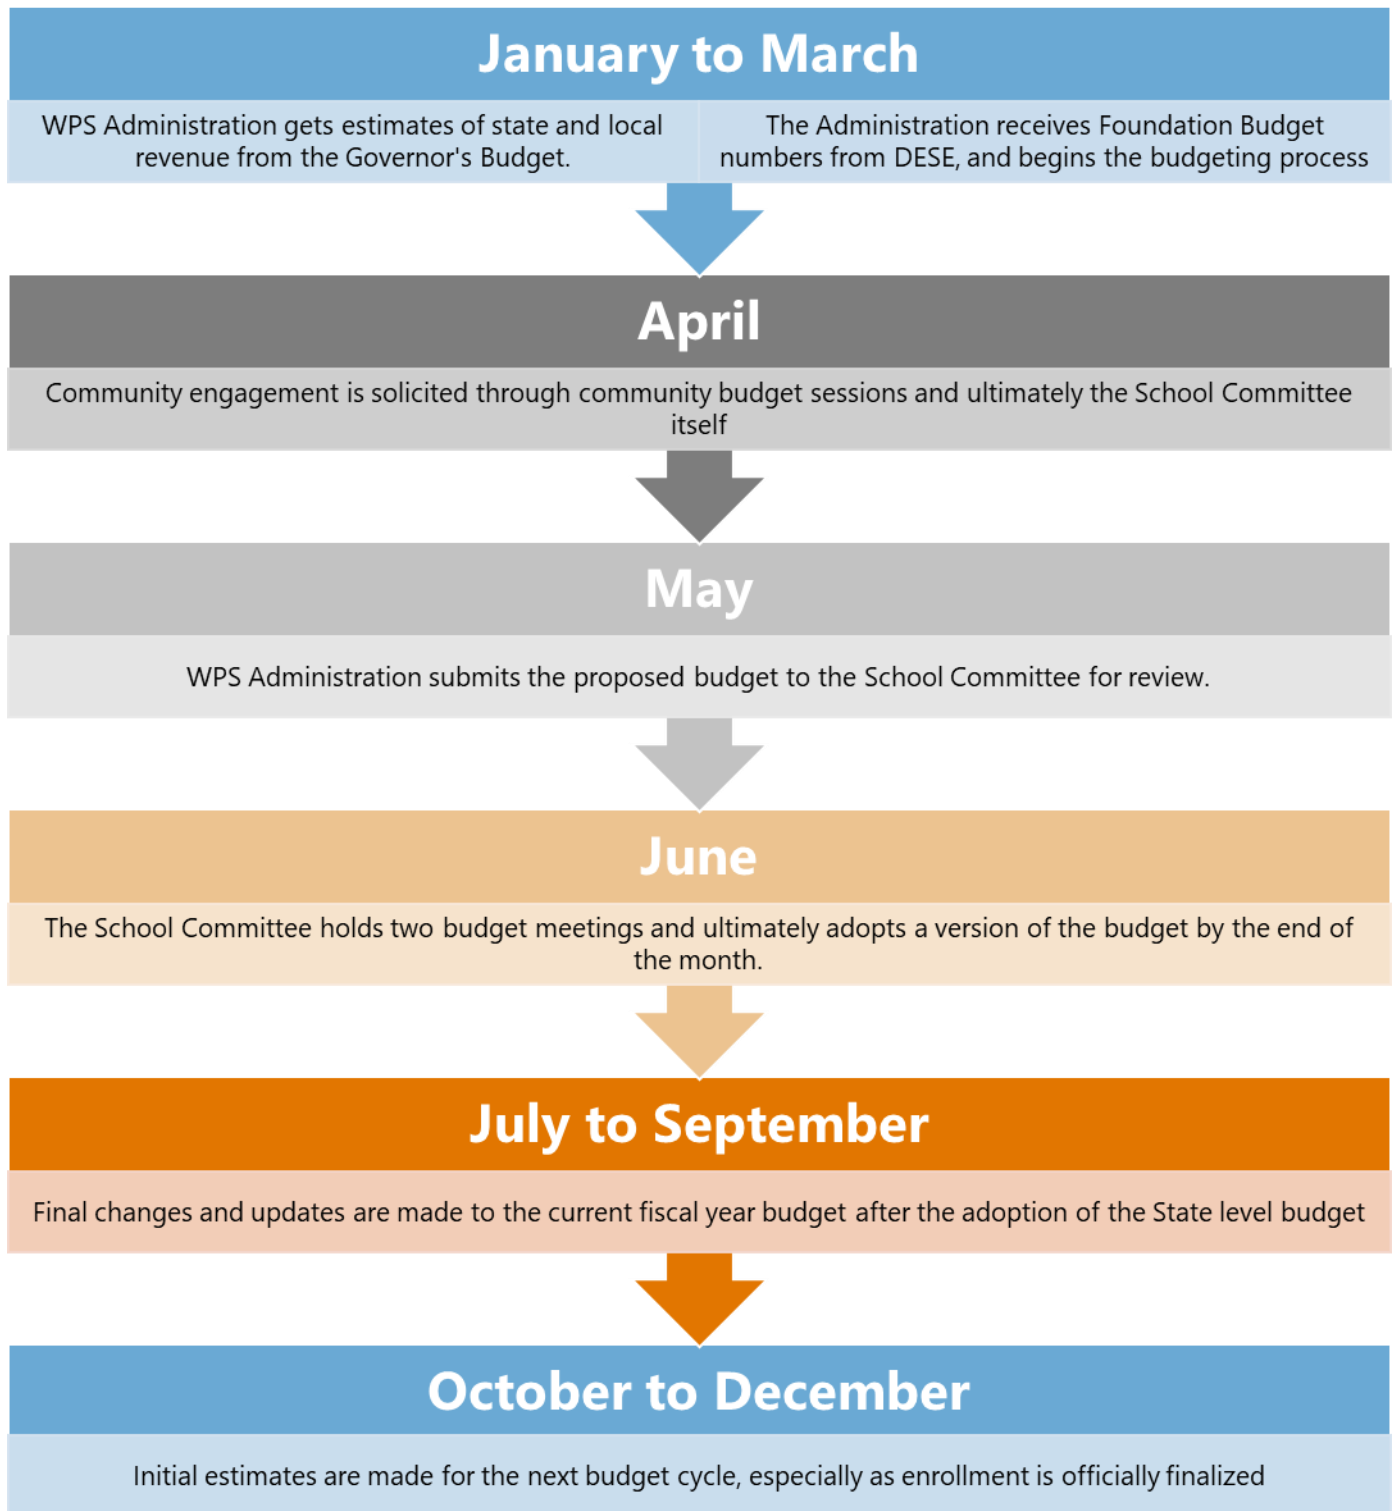 January to March
WPS Administration gets estimates of state and local
revenue from the Governor's Budget.
The Administration receives Foundation Budget
numbers from DESE, and begins the budgeting process
April
Community engagement is solicited through community budget sessions and ultimately the School Committee
itself
May
WPS Administration submits the proposed budget to the School Committee for review.
June
The School Committee holds two budget meetings and ultimately adopts a version of the budget by the end of
the month.
July to September
Final changes and updates are made to the current fiscal year budget after the adoption of the State level budget
October to December
Initial estimates are made for the next budget cycle, especially as enrollment is officially finalized